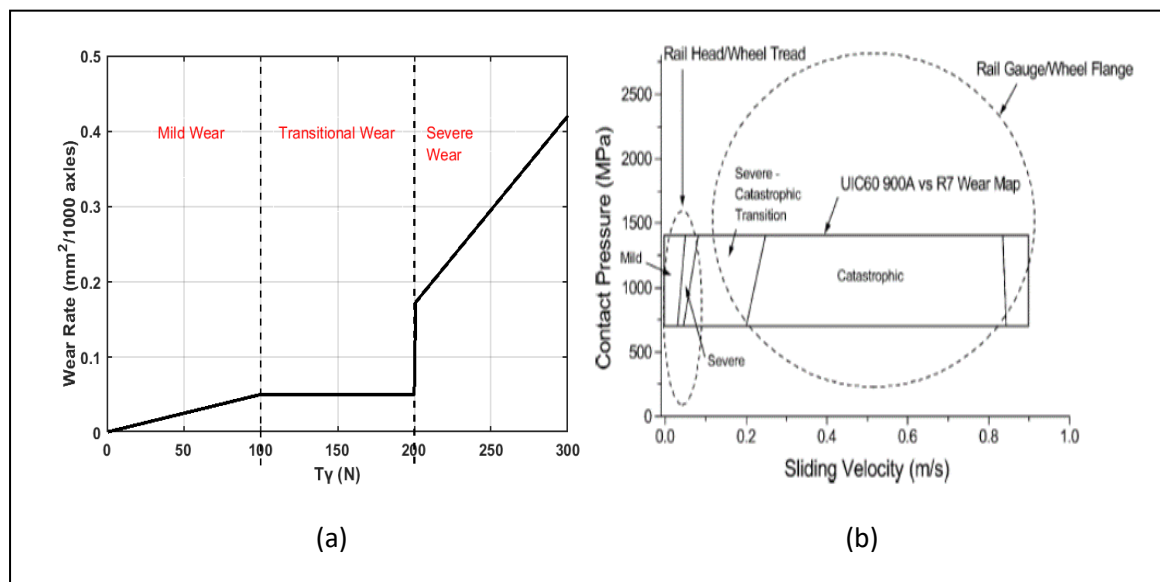 0.5
0.4
0.3
0.2
0.1
0
Wear Rate (mm²/1000 axles)
Mild Wear
Transitional Wear
Severe
Wear
0
50
100
150
200
250
300
Tγ (N)
(a)
Rail Head/Wheel Tread
Rail Gauge/Wheel Flange
2500
2000
1500
1000
500
0
Contact Pressure (MPa)
Severe -
Catastrophic
Transition
UIC60 900A vs R7 Wear Map
Mild
Catastrophic
Severe
0.0
0.2
0.4
0.6
0.8
1.0
Sliding Velocity (m/s)
(b)